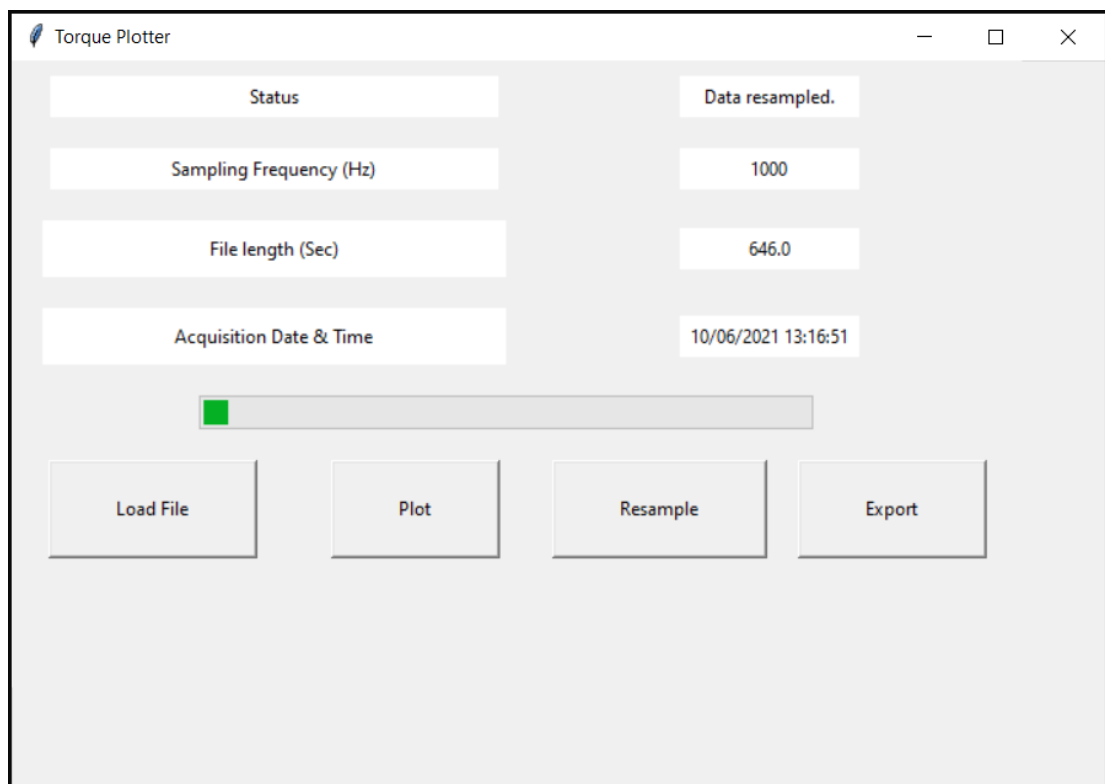 Torque Plotter
Status
Data resampled.
Sampling Frequency (Hz)
1000
File length (Sec)
646.0
Acquisition Date & Time
10/06/2021 13:16:51
Load File
Plot
Resample
Export